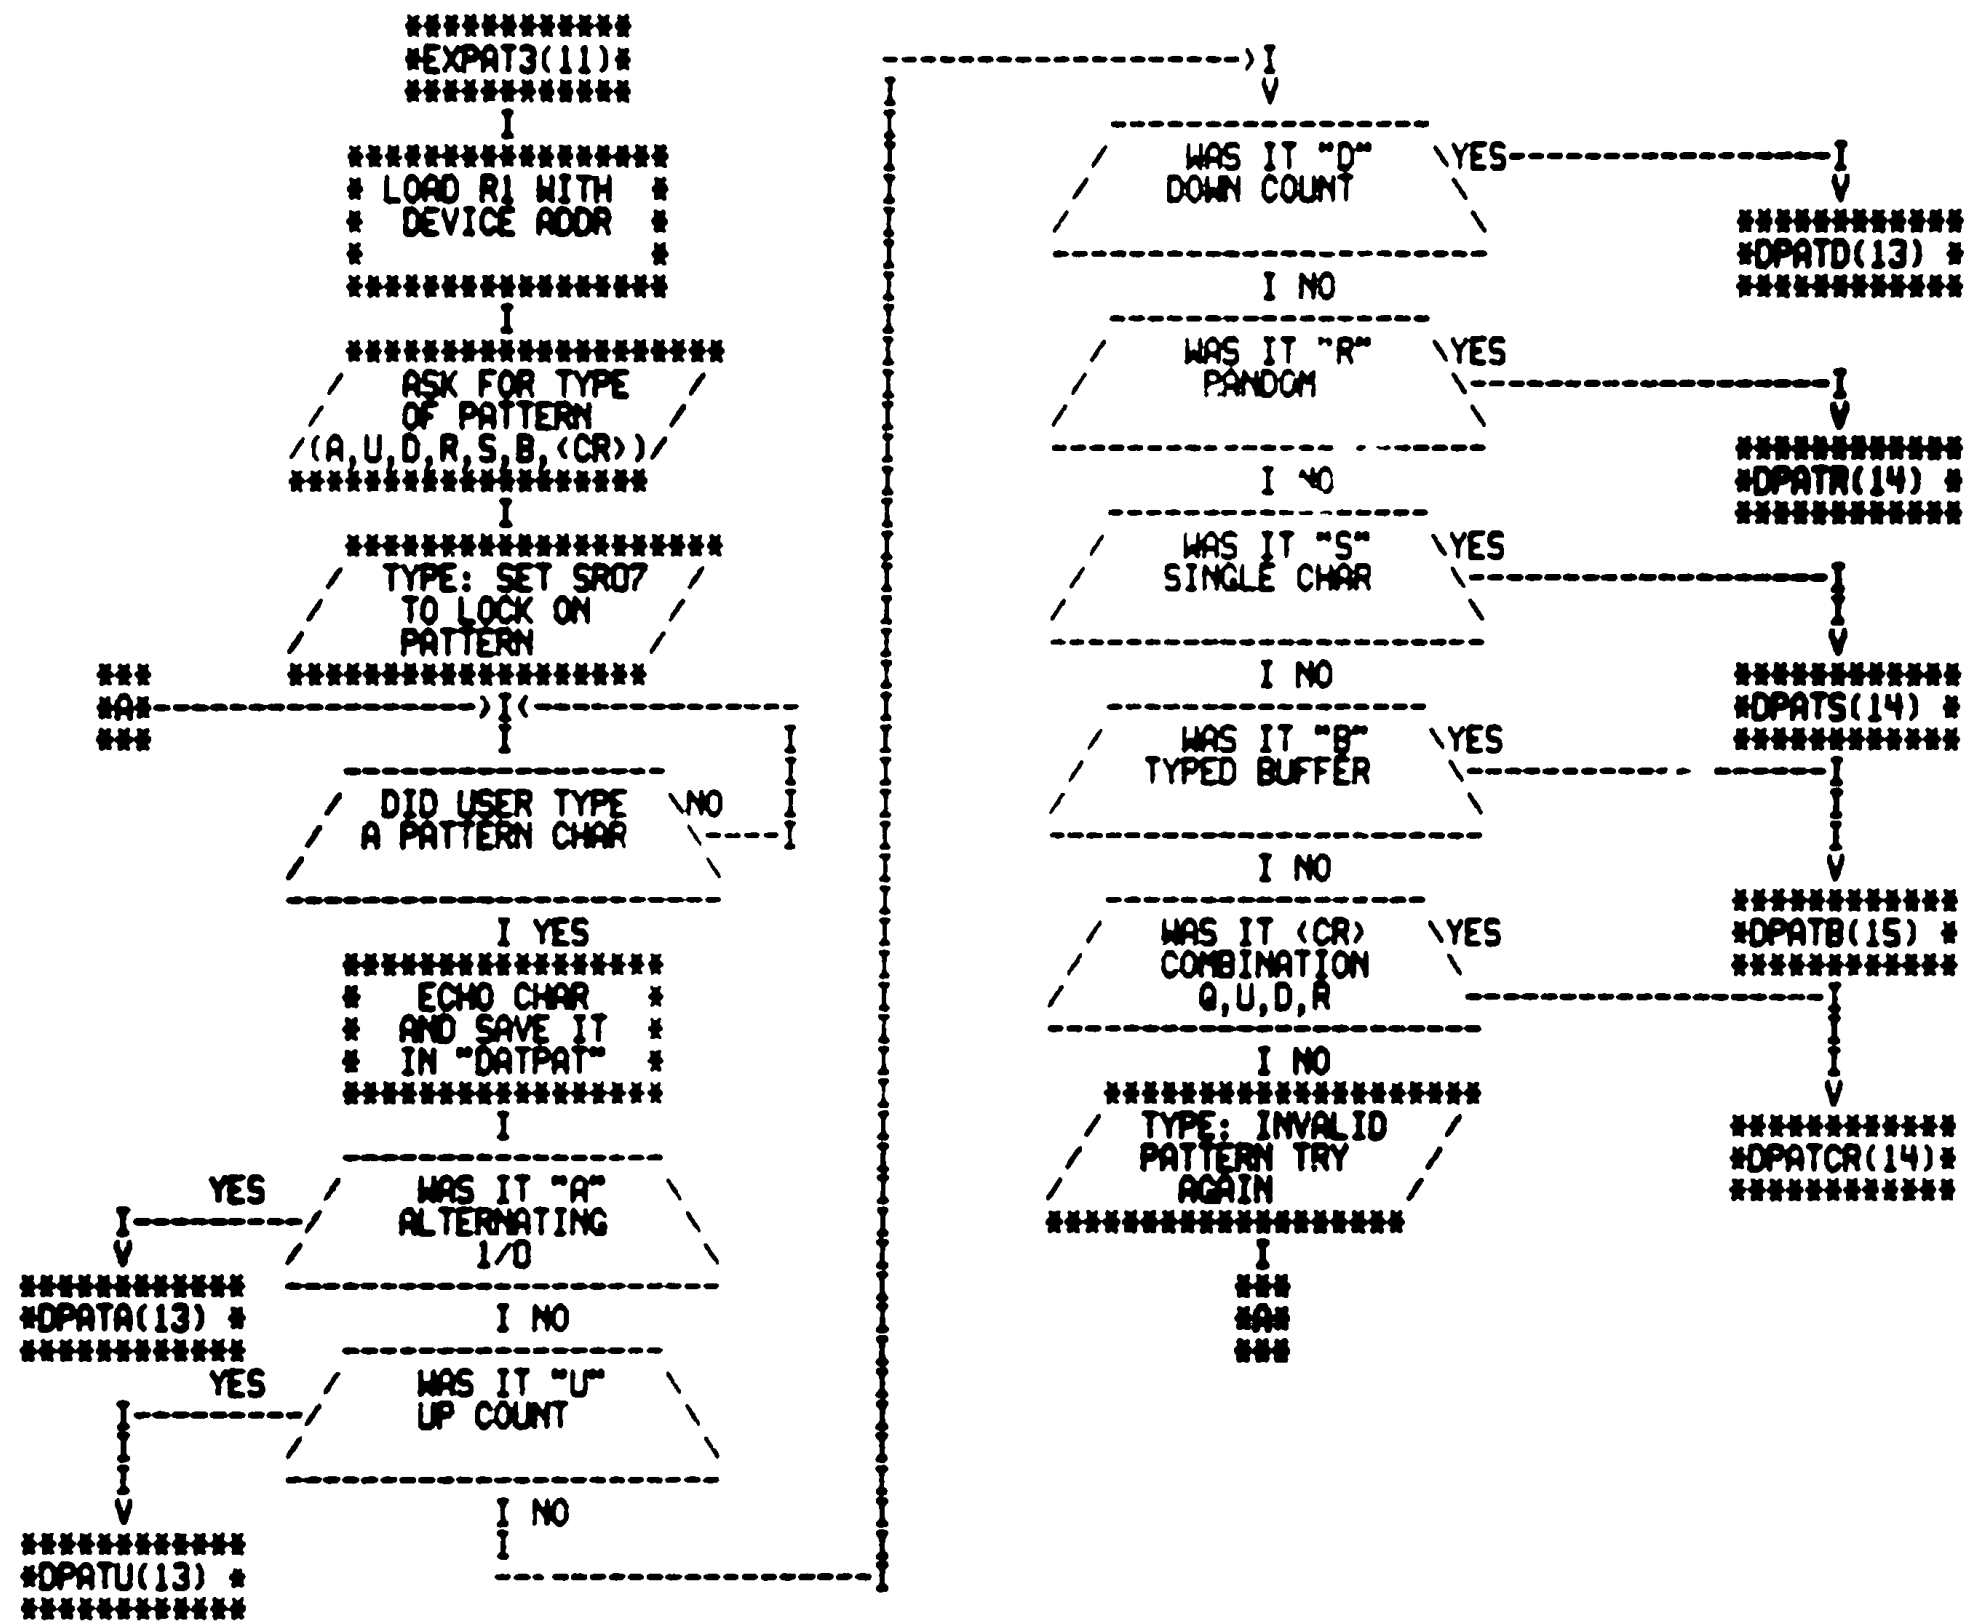 ************
*EXPAT3(11)*
************
I
*****************
* LOAD R1 WITH *
* DEVICE ADDR *
* *
*****************
I
********************
/ ASK FOR TYPE /
/ OF PATTERN /
/(A,U,D,R,S,B,<CR>)/
*******************
I
********************
/ TYPE: SET SR07 /
/ TO LOCK ON /
/ PATTERN /
*******************
***
*A*------------------>I<---------------
*** I I
/ DID USER TYPE \NO
/ A PATTERN CHAR \----I
/ \
I YES
*****************
* ECHO CHAR *
* AND SAVE IT *
* IN "DATPAT" *
*****************
I
YES / WAS IT "A" \
I---------/ ALTERNATING \
V / 1/0 \
************
*DPATA(13) *
************
I NO
YES / WAS IT "U" \
I---------/ UP COUNT \
I / \
I
V
************
*DPATU(13) *
************
I NO
I
-------------------->I
V
/ WAS IT "D" \YES------------------I
/ DOWN COUNT \ V
************
*DPATD(13) *
************
I NO
/ WAS IT "R" \YES
/ PANDOM \--------------------I
V
************
*DPATR(14) *
************
I NO
/ WAS IT "S" \YES
/ SINGLE CHAR \--------------------I
I
V
************
*DPATS(14) *
************
I NO
/ WAS IT "B" \YES
/ TYPED BUFFER \--------------------I
I
I
V
************
*DPATB(15) *
************
I NO
/ WAS IT <CR> \YES
/ COMBINATION \
/ Q,U,D,R --------------------I
I
I
V
************
*DPATCR(14)*
************
I NO
********************
/ TYPE: INVALID /
/ PATTERN TRY /
/ AGAIN /
*******************
I
***
*A*
***